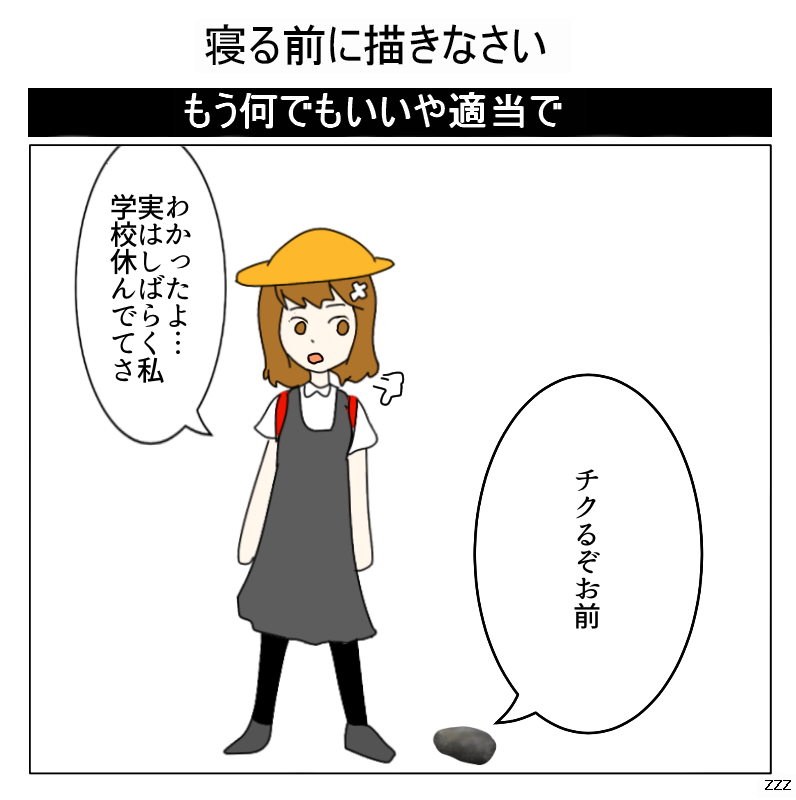 寝る前に描きなさい
もう何でもいいや適当で
わかったよ…
実はしばらく私
学校休んでてさ
チクるぞお前
zzz